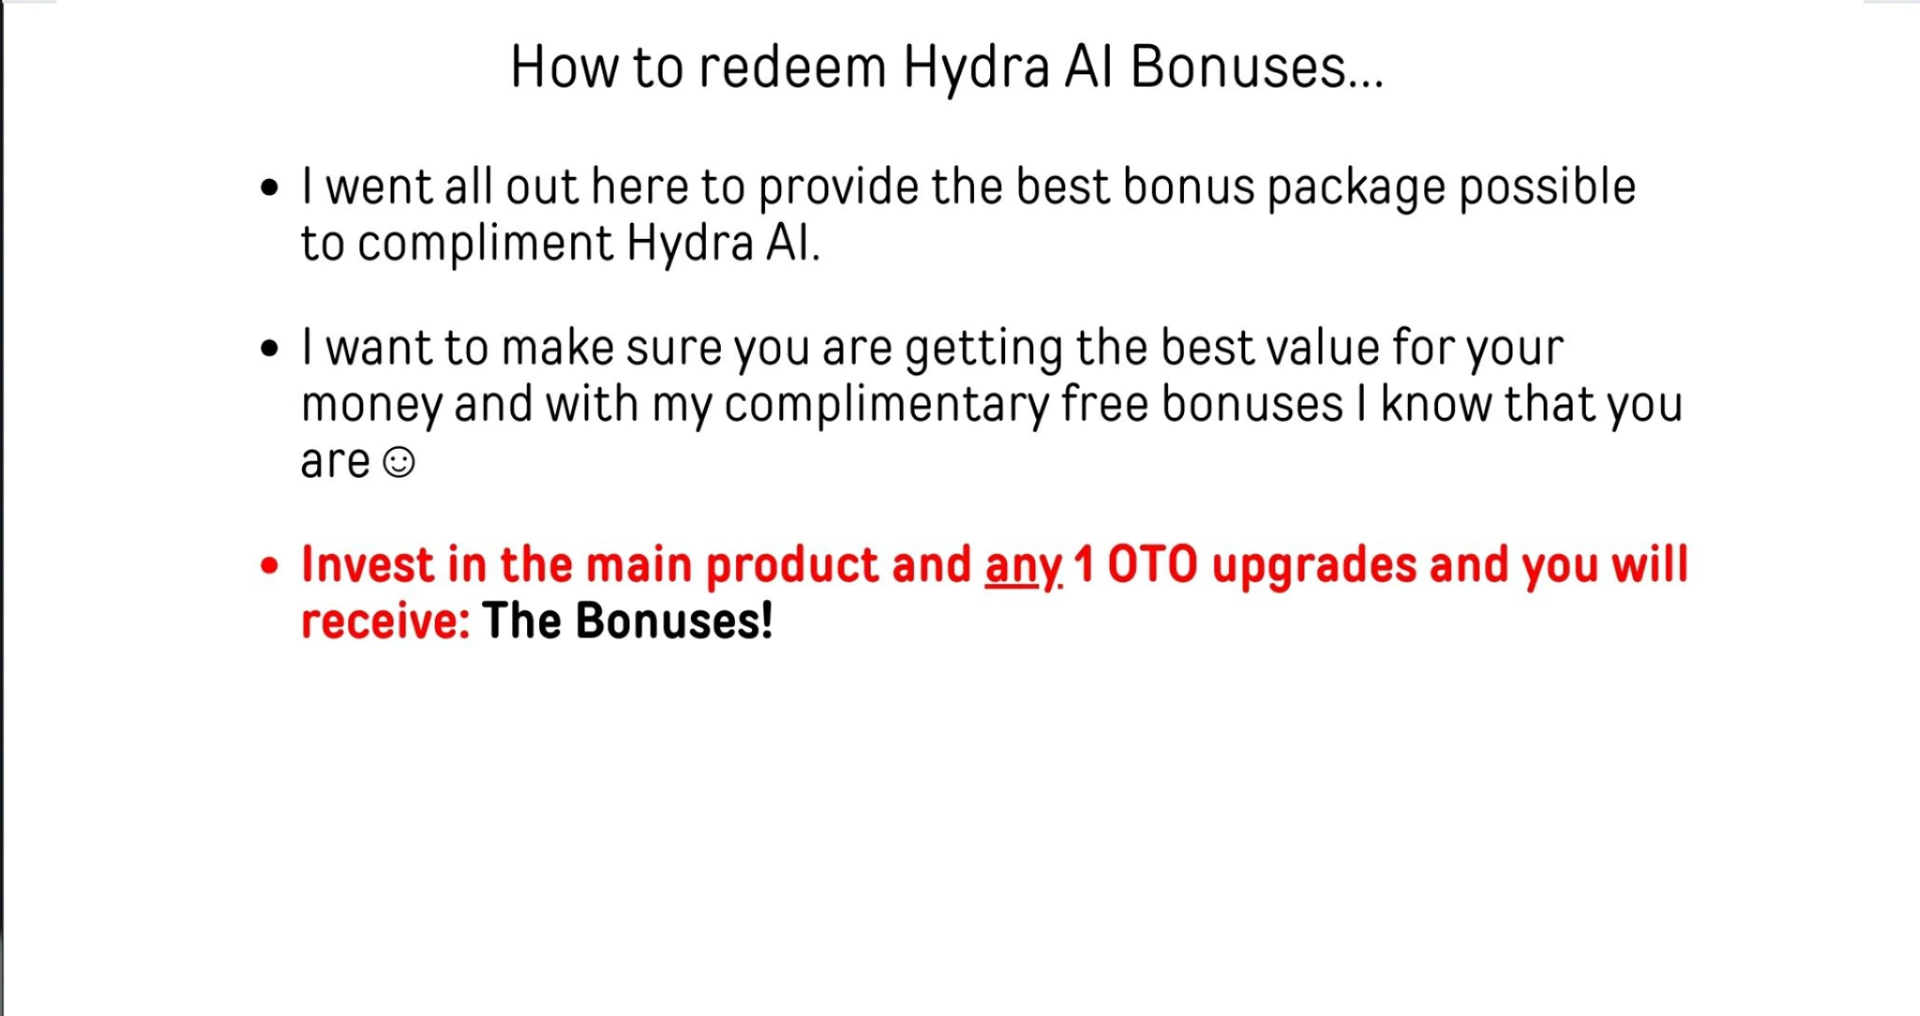 How to redeem Hydra AI Bonuses...
• I went all out here to provide the best bonus package possible
to compliment Hydra AI.
• I want to make sure you are getting the best value for your
money and with my complimentary free bonuses I know that you
are ☺
• Invest in the main product and any 1 OTO upgrades and you will
receive: The Bonuses!